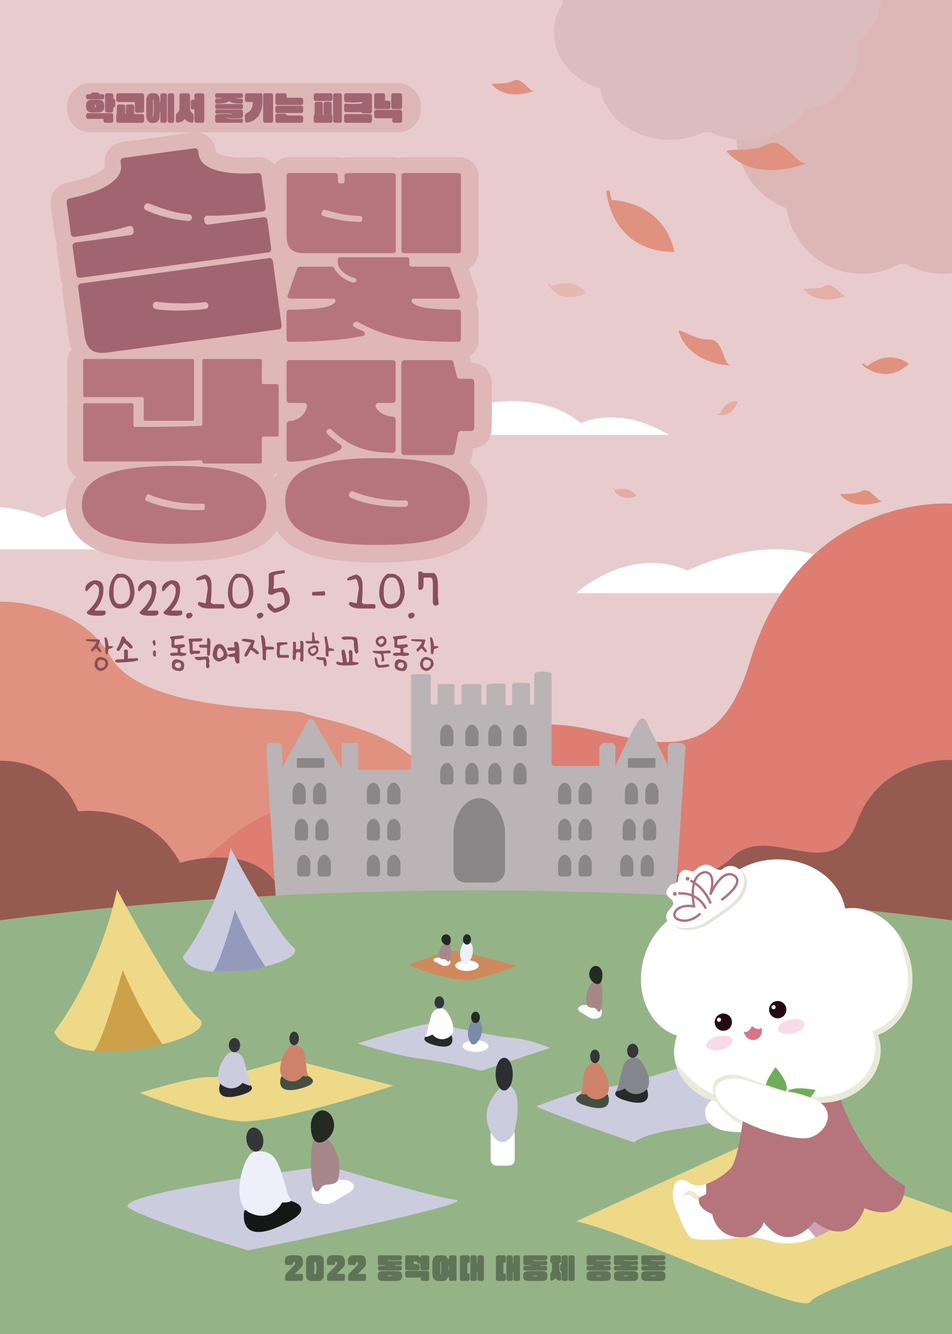 학교에서 즐기는 피크닉
솜빛
광장
2022.10.5 - 10.7
장소 : 동덕여자대학교 운동장
2022 동덕여대 대동제 동동동